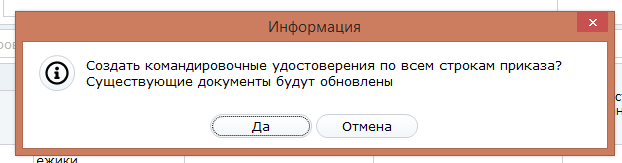 Информация
Создать командировочные удостоверения по всем строкам приказа?
Существующие документы будут обновлены
Да
Отмена